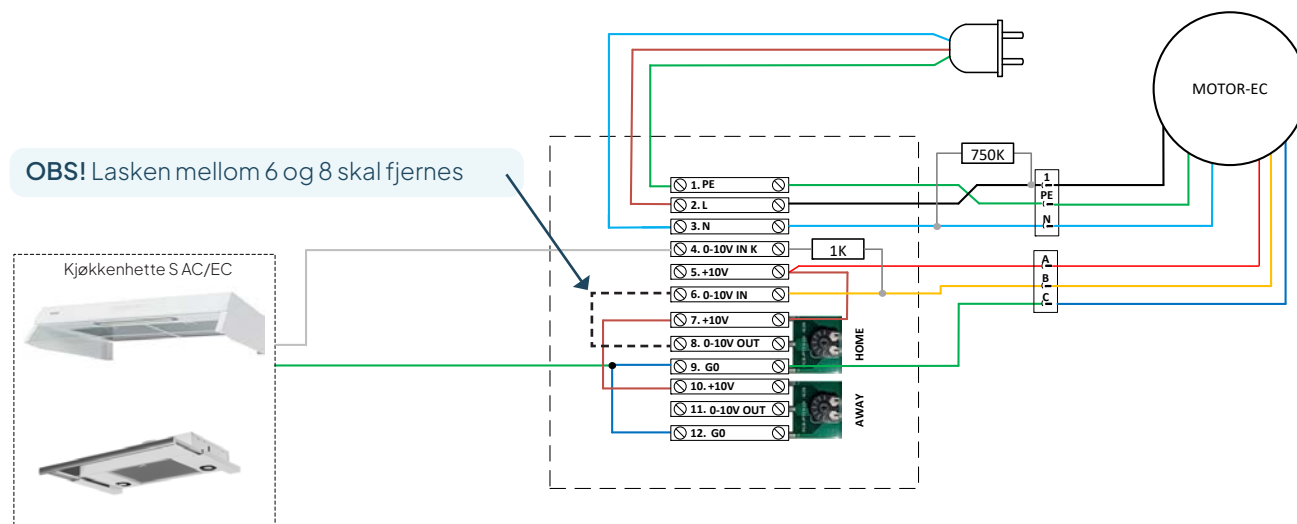 MOTOR-EC
750K
OBS! Lasken mellom 6 og 8 skal fjernes
1. PE
2. L
3. N
4. 0-10V IN K
5. +10V
6. 0-10V IN
7. +10V
8. 0-10V OUT
9. G0
10. +10V
11. 0-10V OUT
12. G0
1K
1
PE
N
A
B
C
HOME
AWAY
Kjøkkenhette S AC/EC